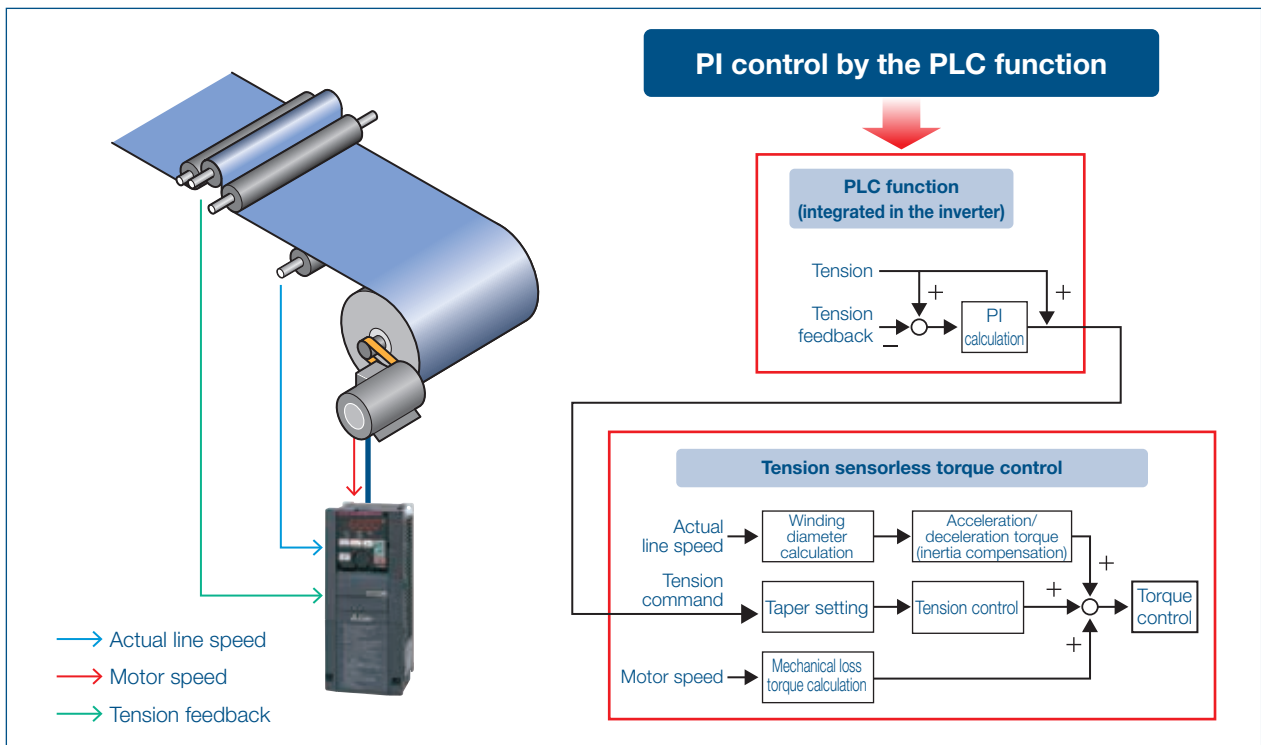 PI control by the PLC function
PLC function
(integrated in the inverter)
Tension
+
+
Tension
feedback
−
PI
calculation
Tension sensorless torque control
Actual
line speed
Winding
diameter
calculation
Acceleration/
deceleration torque
(inertia compensation)
+
Tension
command
Taper setting
Tension control
+
Torque
control
+
Motor speed
Mechanical loss
torque calculation
Actual line speed
Motor speed
Tension feedback